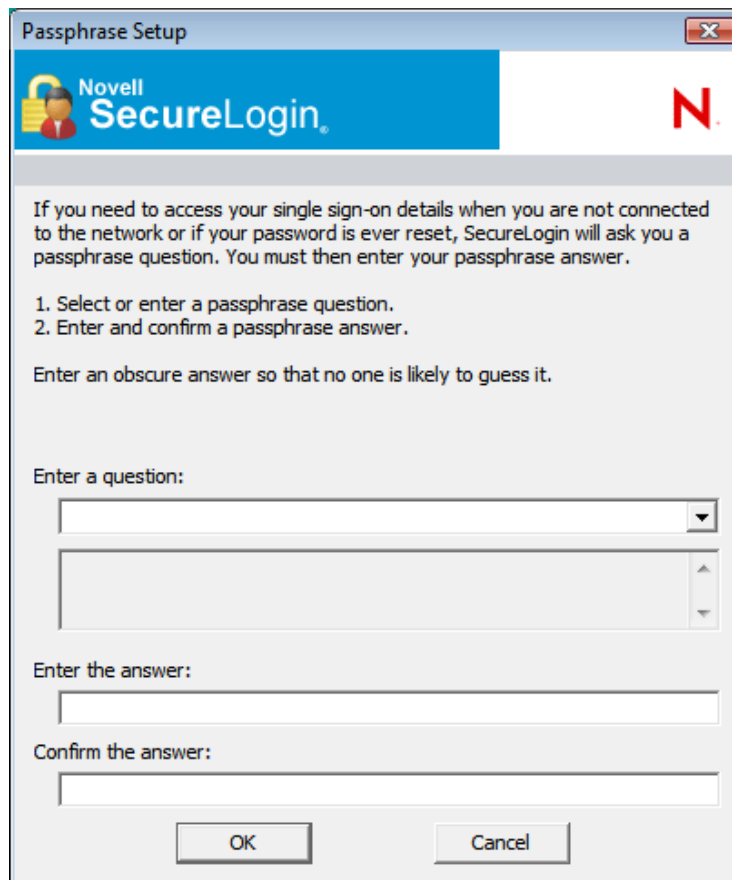 Passphrase Setup
Novell
SecureLogin®
N
If you need to access your single sign-on details when you are not connected
to the network or if your password is ever reset, SecureLogin will ask you a
passphrase question. You must then enter your passphrase answer.
1. Select or enter a passphrase question.
2. Enter and confirm a passphrase answer.
Enter an obscure answer so that no one is likely to guess it.
Enter a question:
Enter the answer:
Confirm the answer:
OK
Cancel